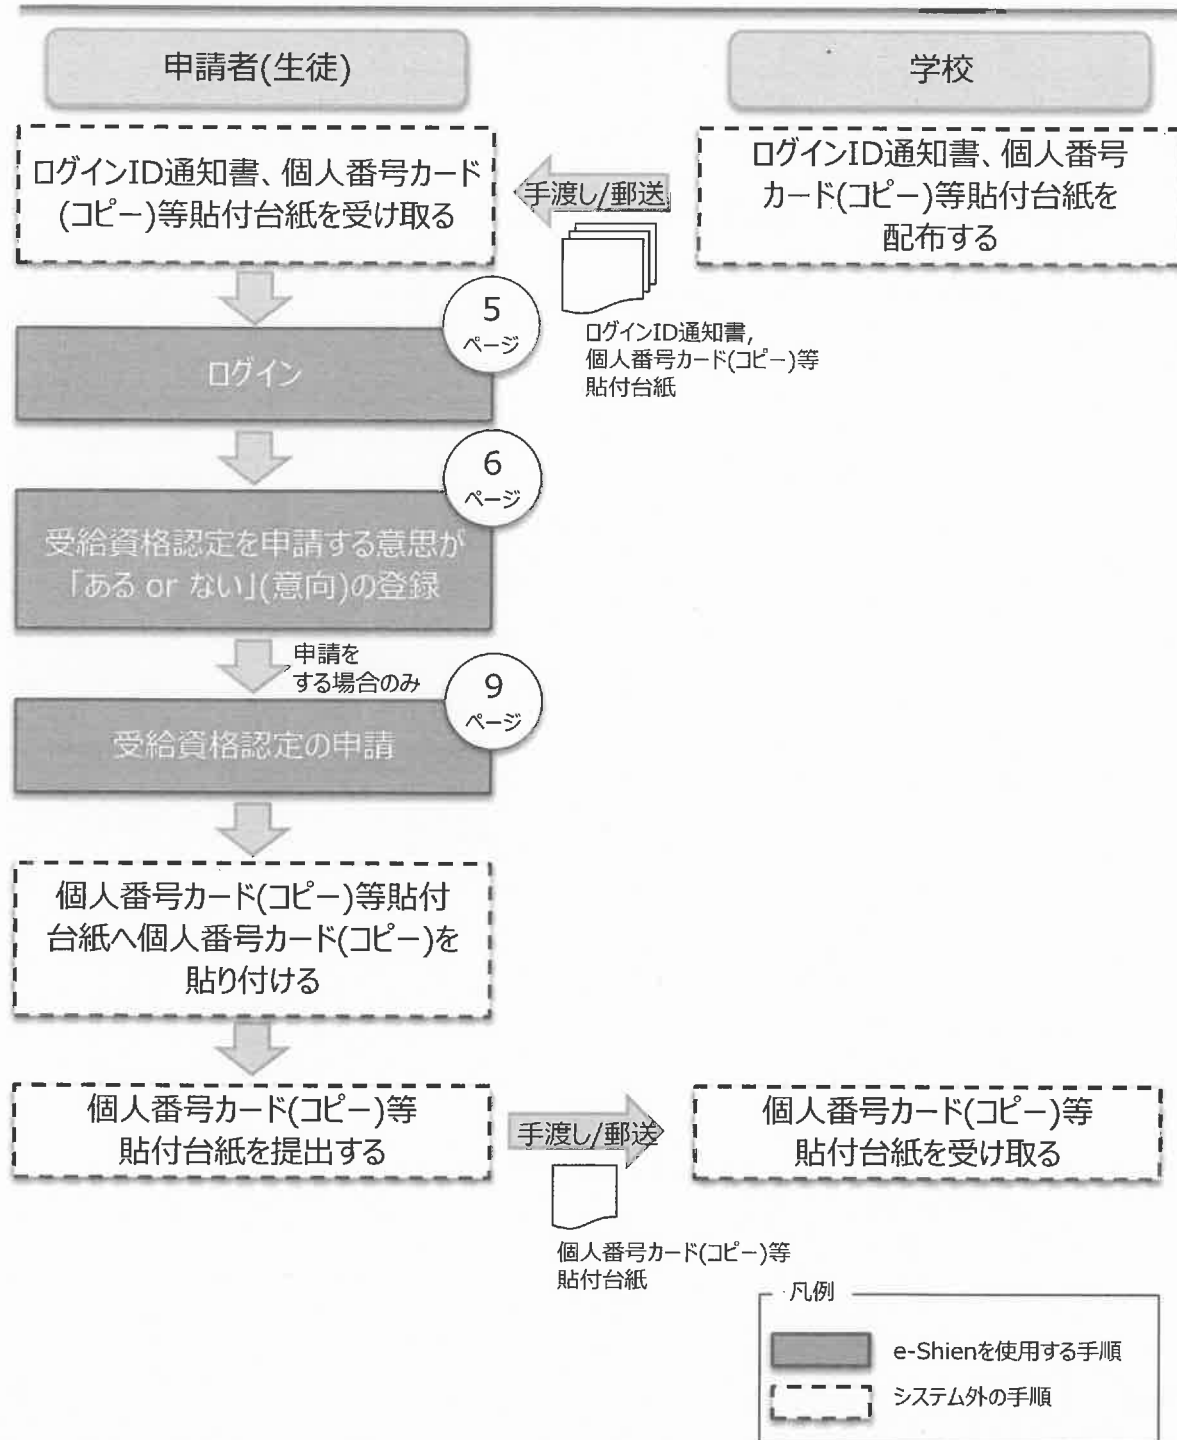 申請者(生徒)
学校
ログインID通知書、個人番号カード
(コピー)等貼付台紙を受け取る
手渡し/郵送
ログインID通知書、個人番号
カード(コピー)等貼付台紙を
配布する
ログインID通知書,
個人番号カード(コピー)等
貼付台紙
5
ページ
ログイン
6
ページ
受給資格認定を申請する意思が
「ある or ない」(意向)の登録
申請を
する場合のみ
9
ページ
受給資格認定の申請
個人番号カード(コピー)等貼付
台紙へ個人番号カード(コピー)を
貼り付ける
個人番号カード(コピー)等
貼付台紙を提出する
手渡し/郵送
個人番号カード(コピー)等
貼付台紙を受け取る
個人番号カード(コピー)等
貼付台紙
凡例
e-Shienを使用する手順
システム外の手順